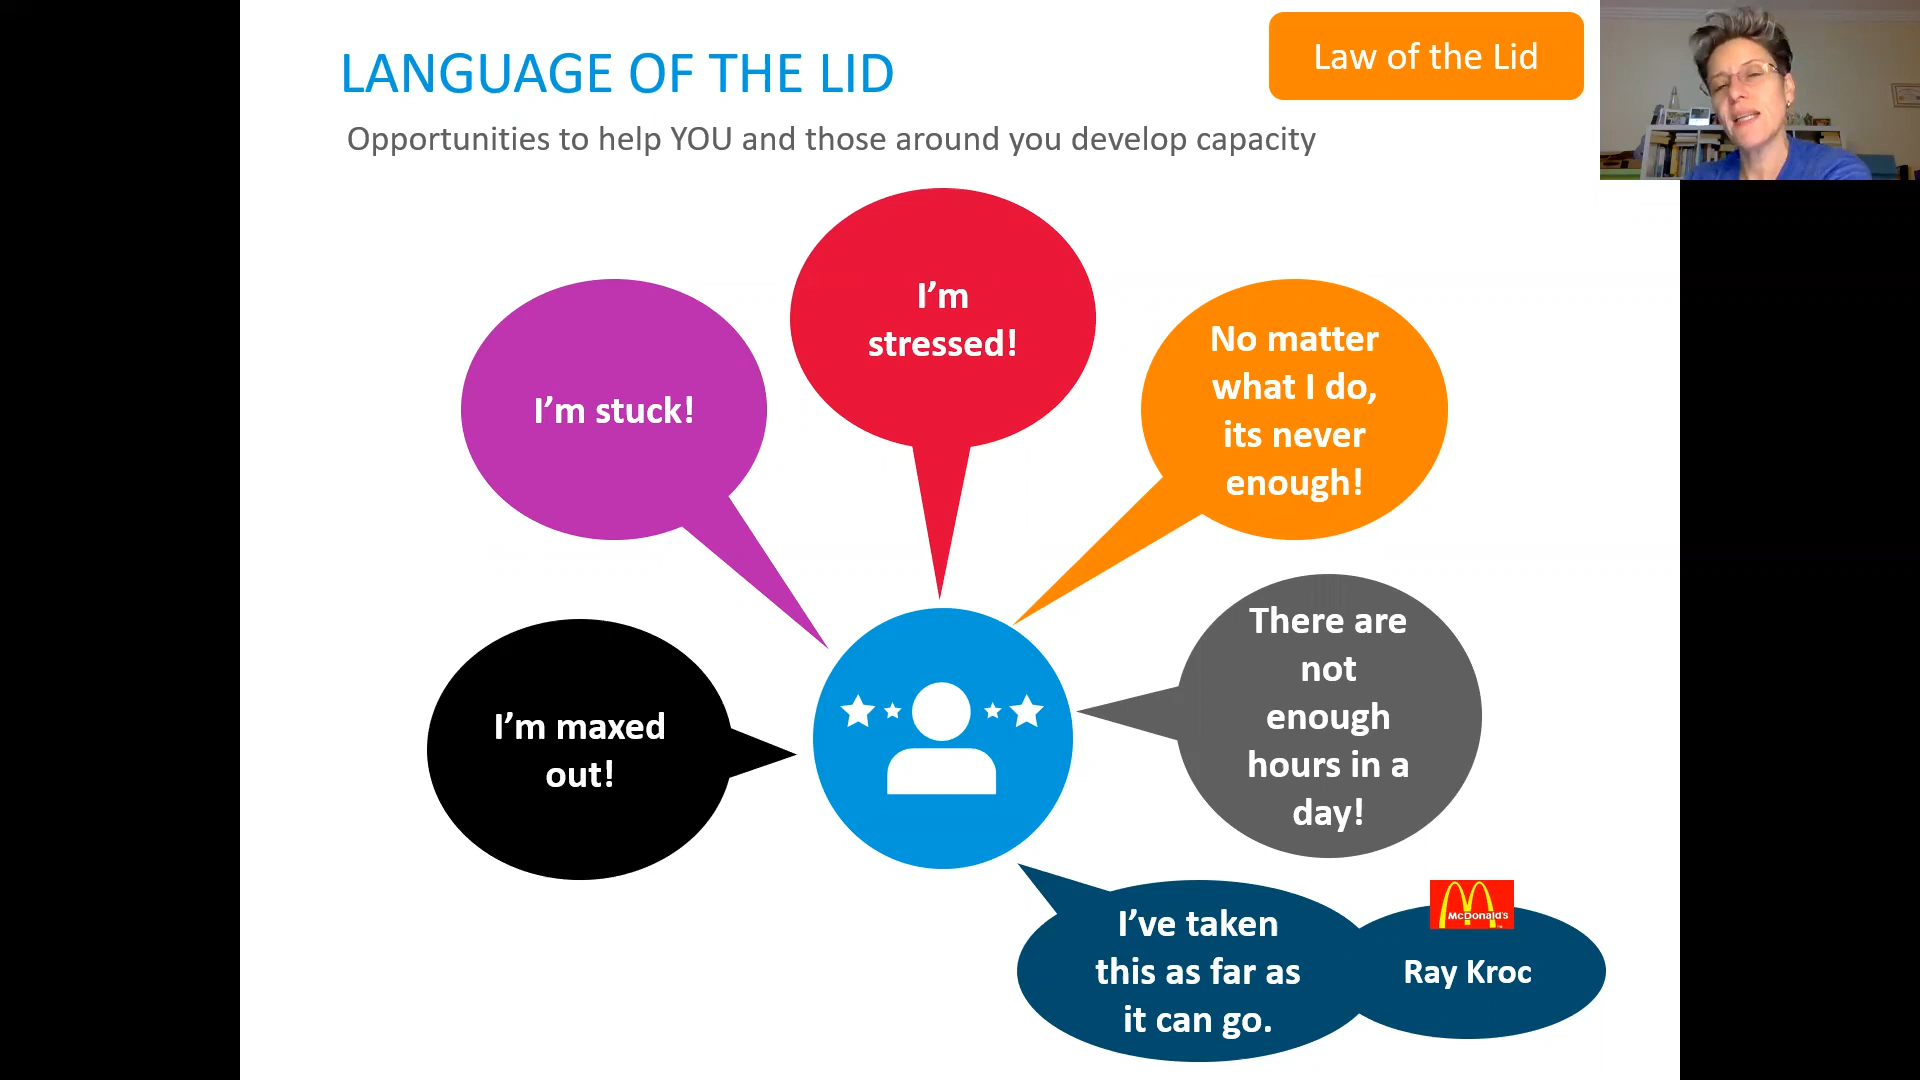 LANGUAGE OF THE LID
Law of the Lid
Opportunities to help YOU and those around you develop capacity
I'm stuck!
I'm
stressed!
No matter
what I do,
its never
enough!
I'm maxed
out!
There are
not
enough
hours in a
day!
I've taken
this as far as
it can go.
McDonald's
Ray Kroc